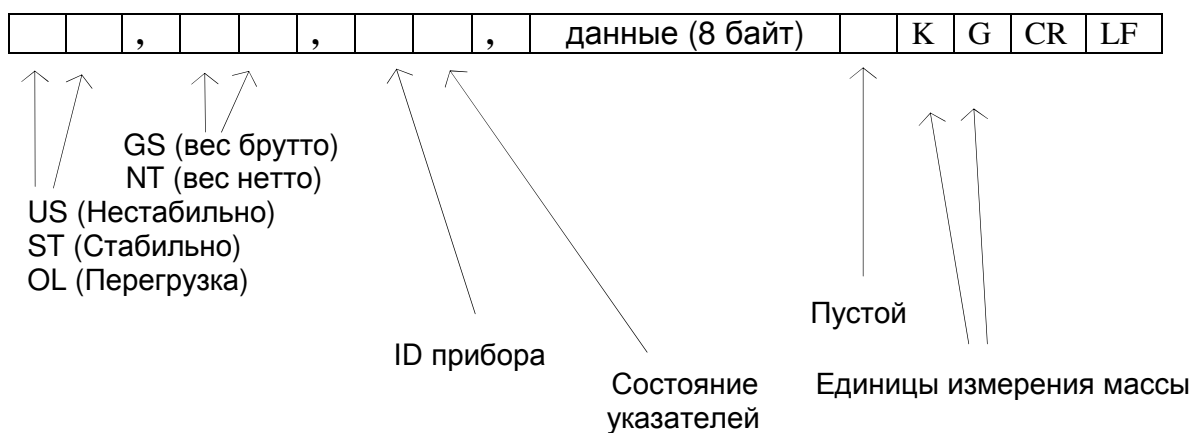 , , , данные (8 байт) K G CR LF
GS (вес брутто)
NT (вес нетто)
US (Нестабильно)
ST (Стабильно)
OL (Перегрузка)
Пустой
ID прибора
Состояние
указателей
Единицы измерения массы